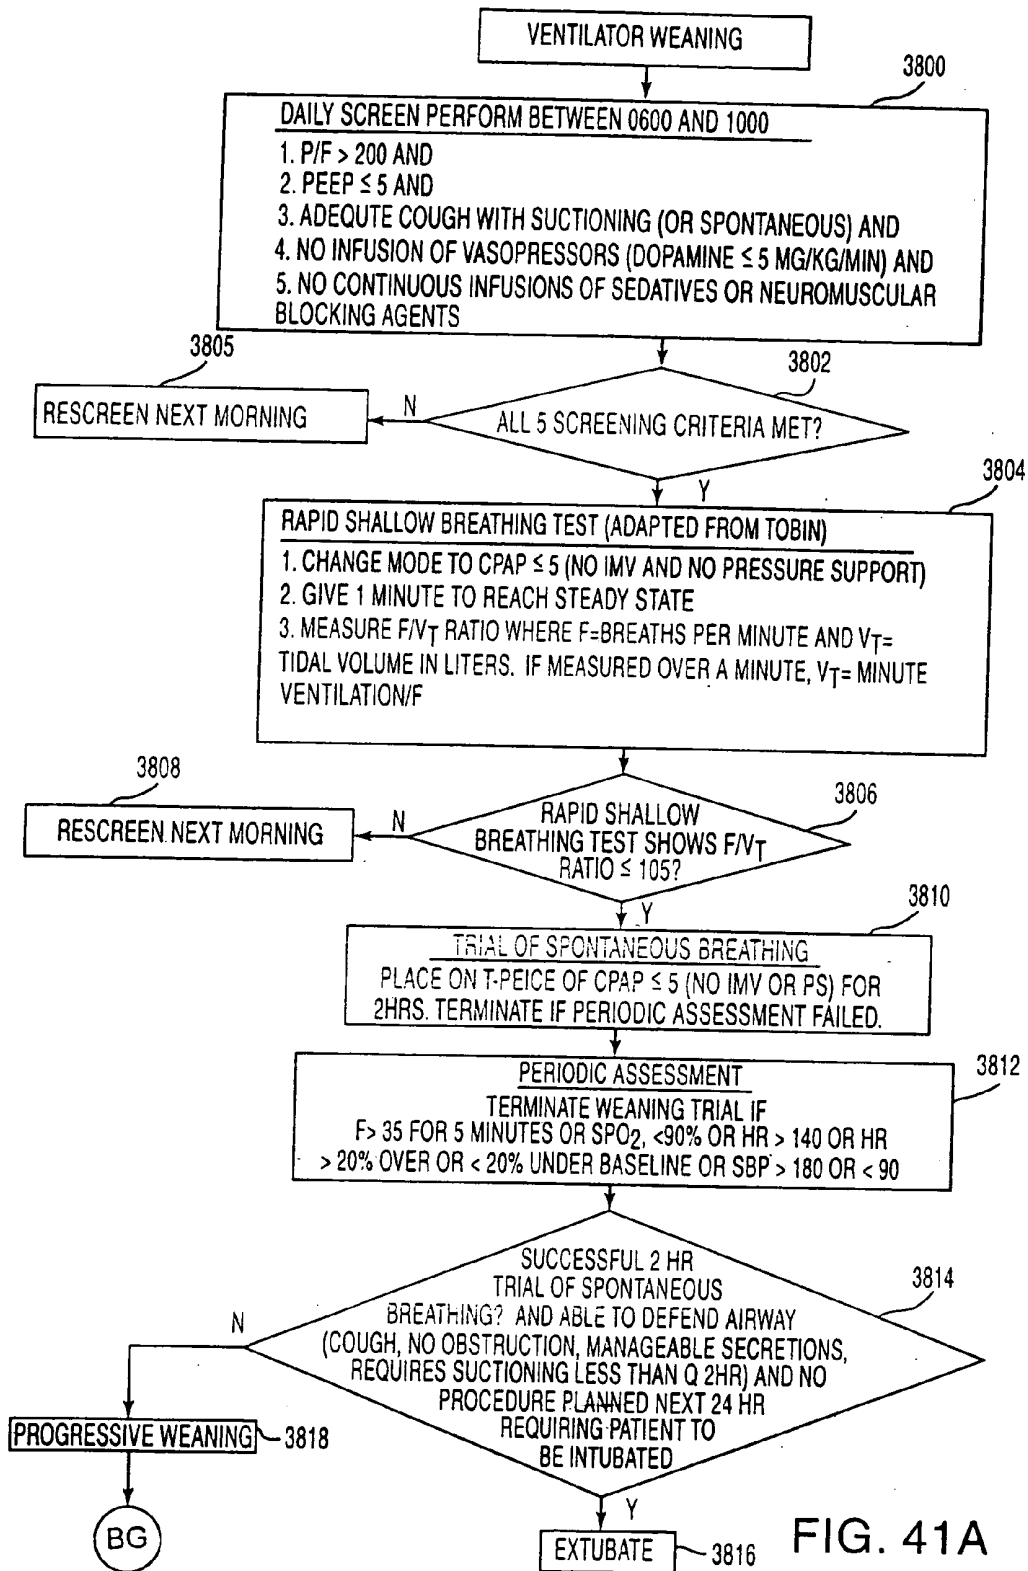 VENTILATOR WEANING
3800
DAILY SCREEN PERFORM BETWEEN 0600 AND 1000
1. P/F > 200 AND
2. PEEP ≤ 5 AND
3. ADEQUTE COUGH WITH SUCTIONING (OR SPONTANEOUS) AND
4. NO INFUSION OF VASOPRESSORS (DOPAMINE ≤ 5 MG/KG/MIN) AND
5. NO CONTINUOUS INFUSIONS OF SEDATIVES OR NEUROMUSCULAR
BLOCKING AGENTS
3805
RESCREEN NEXT MORNING
N
3802
ALL 5 SCREENING CRITERIA MET?
Y
3804
RAPID SHALLOW BREATHING TEST (ADAPTED FROM TOBIN)
1. CHANGE MODE TO CPAP ≤ 5 (NO IMV AND NO PRESSURE SUPPORT)
2. GIVE 1 MINUTE TO REACH STEADY STATE
3. MEASURE F/VT RATIO WHERE F=BREATHS PER MINUTE AND VT=
TIDAL VOLUME IN LITERS. IF MEASURED OVER A MINUTE, VT= MINUTE
VENTILATION/F
3808
RESCREEN NEXT MORNING
N
3806
RAPID SHALLOW
BREATHING TEST SHOWS F/VT
RATIO ≤ 105?
Y
3810
TRIAL OF SPONTANEOUS BREATHING
PLACE ON T-PEICE OF CPAP ≤ 5 (NO IMV OR PS) FOR
2HRS. TERMINATE IF PERIODIC ASSESSMENT FAILED.
3812
PERIODIC ASSESSMENT
TERMINATE WEANING TRIAL IF
F> 35 FOR 5 MINUTES OR SPO2, <90% OR HR > 140 OR HR
> 20% OVER OR < 20% UNDER BASELINE OR SBP > 180 OR < 90
3814
SUCCESSFUL 2 HR
TRIAL OF SPONTANEOUS
BREATHING? AND ABLE TO DEFEND AIRWAY
(COUGH, NO OBSTRUCTION, MANAGEABLE SECRETIONS,
REQUIRES SUCTIONING LESS THAN Q 2HR) AND NO
PROCEDURE PLANNED NEXT 24 HR
REQUIRING PATIENT TO
BE INTUBATED
N
PROGRESSIVE WEANING
3818
BG
Y
EXTUBATE
3816
FIG. 41A